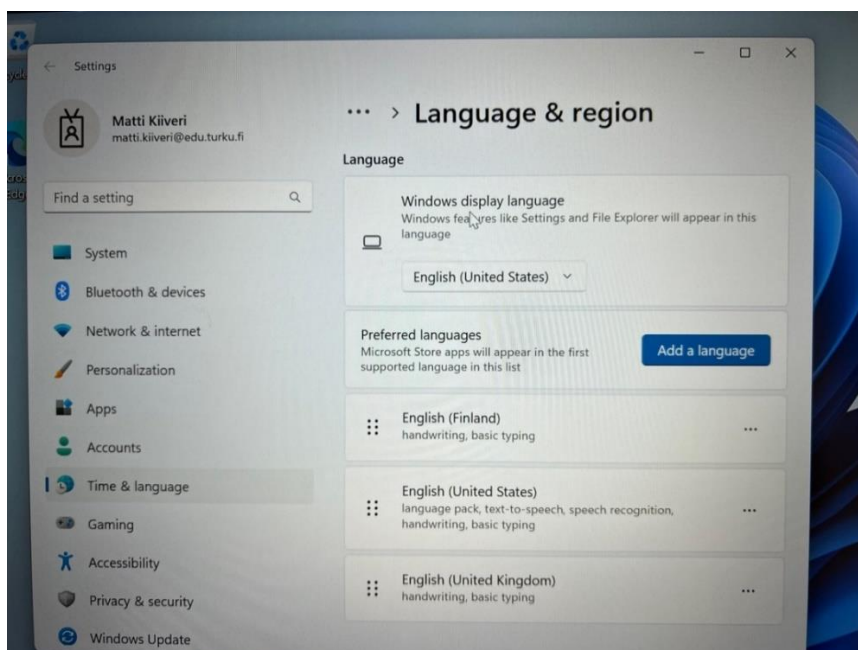 Settings
Matti Kiiveri
matti.kiiveri@edu.turku.fi
Find a setting
System
Bluetooth & devices
Network & internet
Personalization
Apps
Accounts
Time & language
Gaming
Accessibility
Privacy & security
Windows Update
Language & region
Language
Windows display language
Windows features like Settings and File Explorer will appear in this
language
English (United States)
Preferred languages
Microsoft Store apps will appear in the first
supported language in this list
Add a language
English (Finland)
handwriting, basic typing
English (United States)
language pack, text-to-speech, speech recognition,
handwriting, basic typing
English (United Kingdom)
handwriting, basic typing